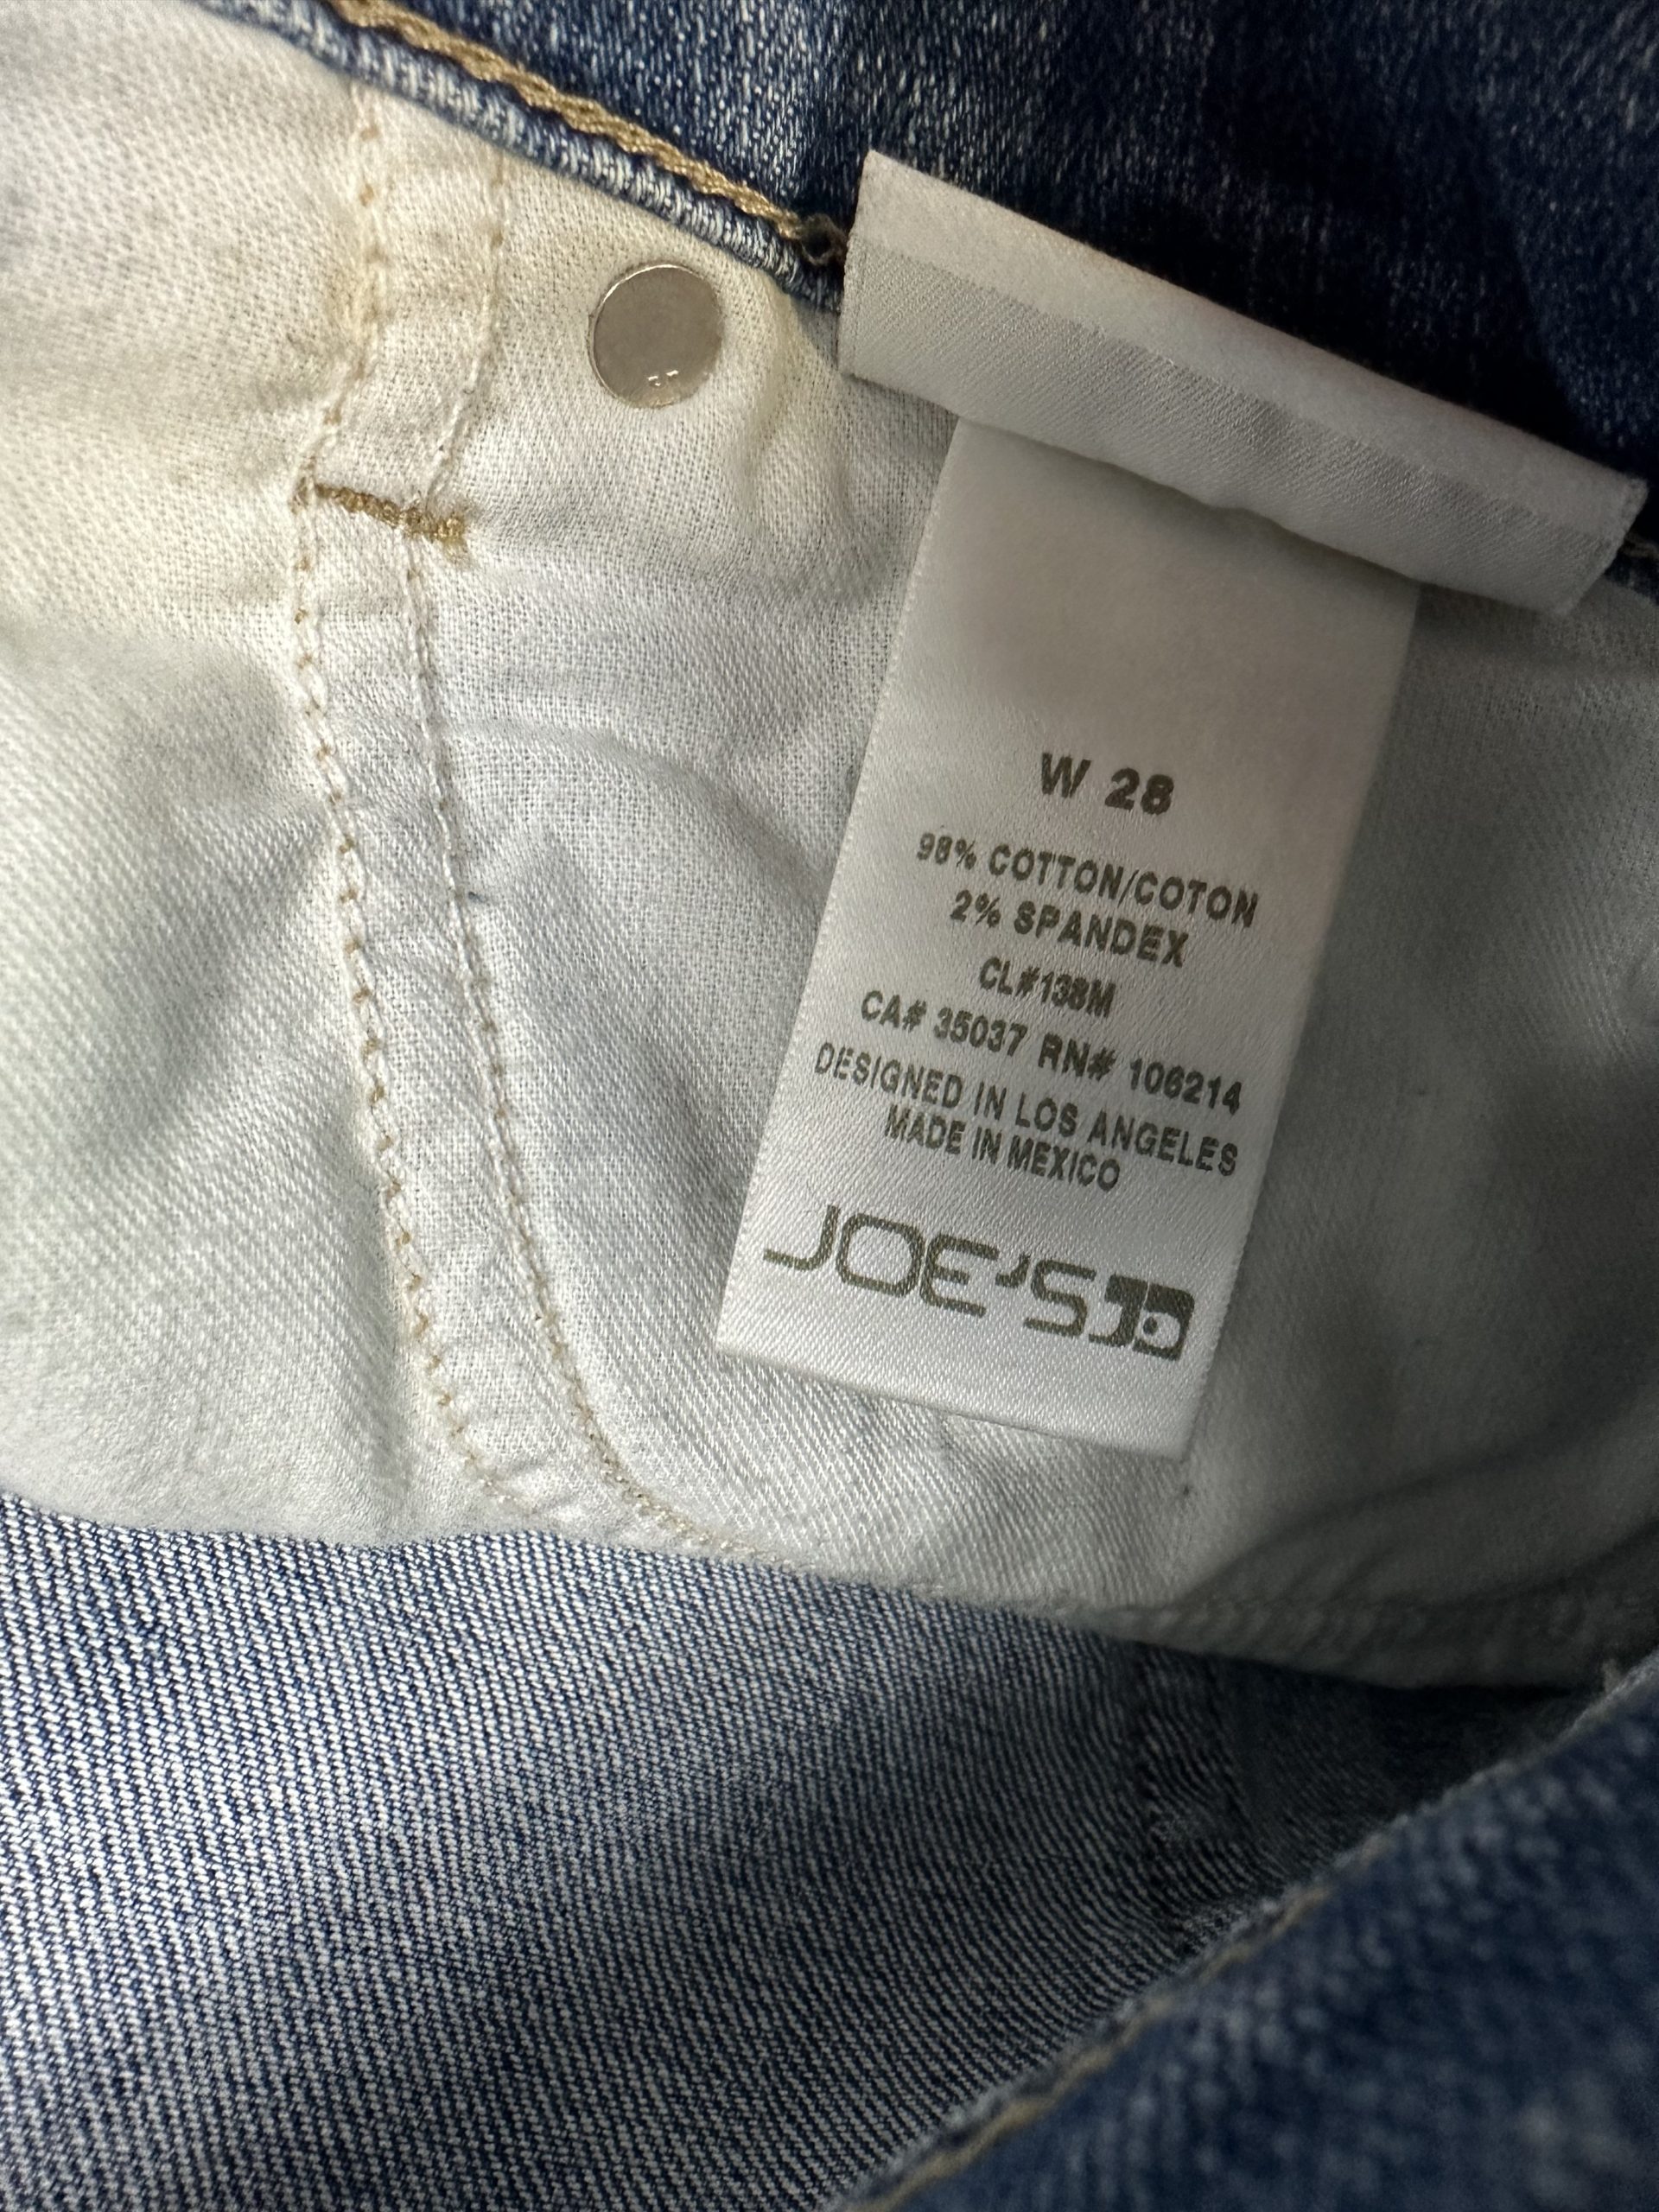 W 28
98% COTTON/COTON
2% SPANDEX
CL#138M
CA# 35037 RN# 106214
DESIGNED IN LOS ANGELES
MADE IN MEXICO
JOE'S